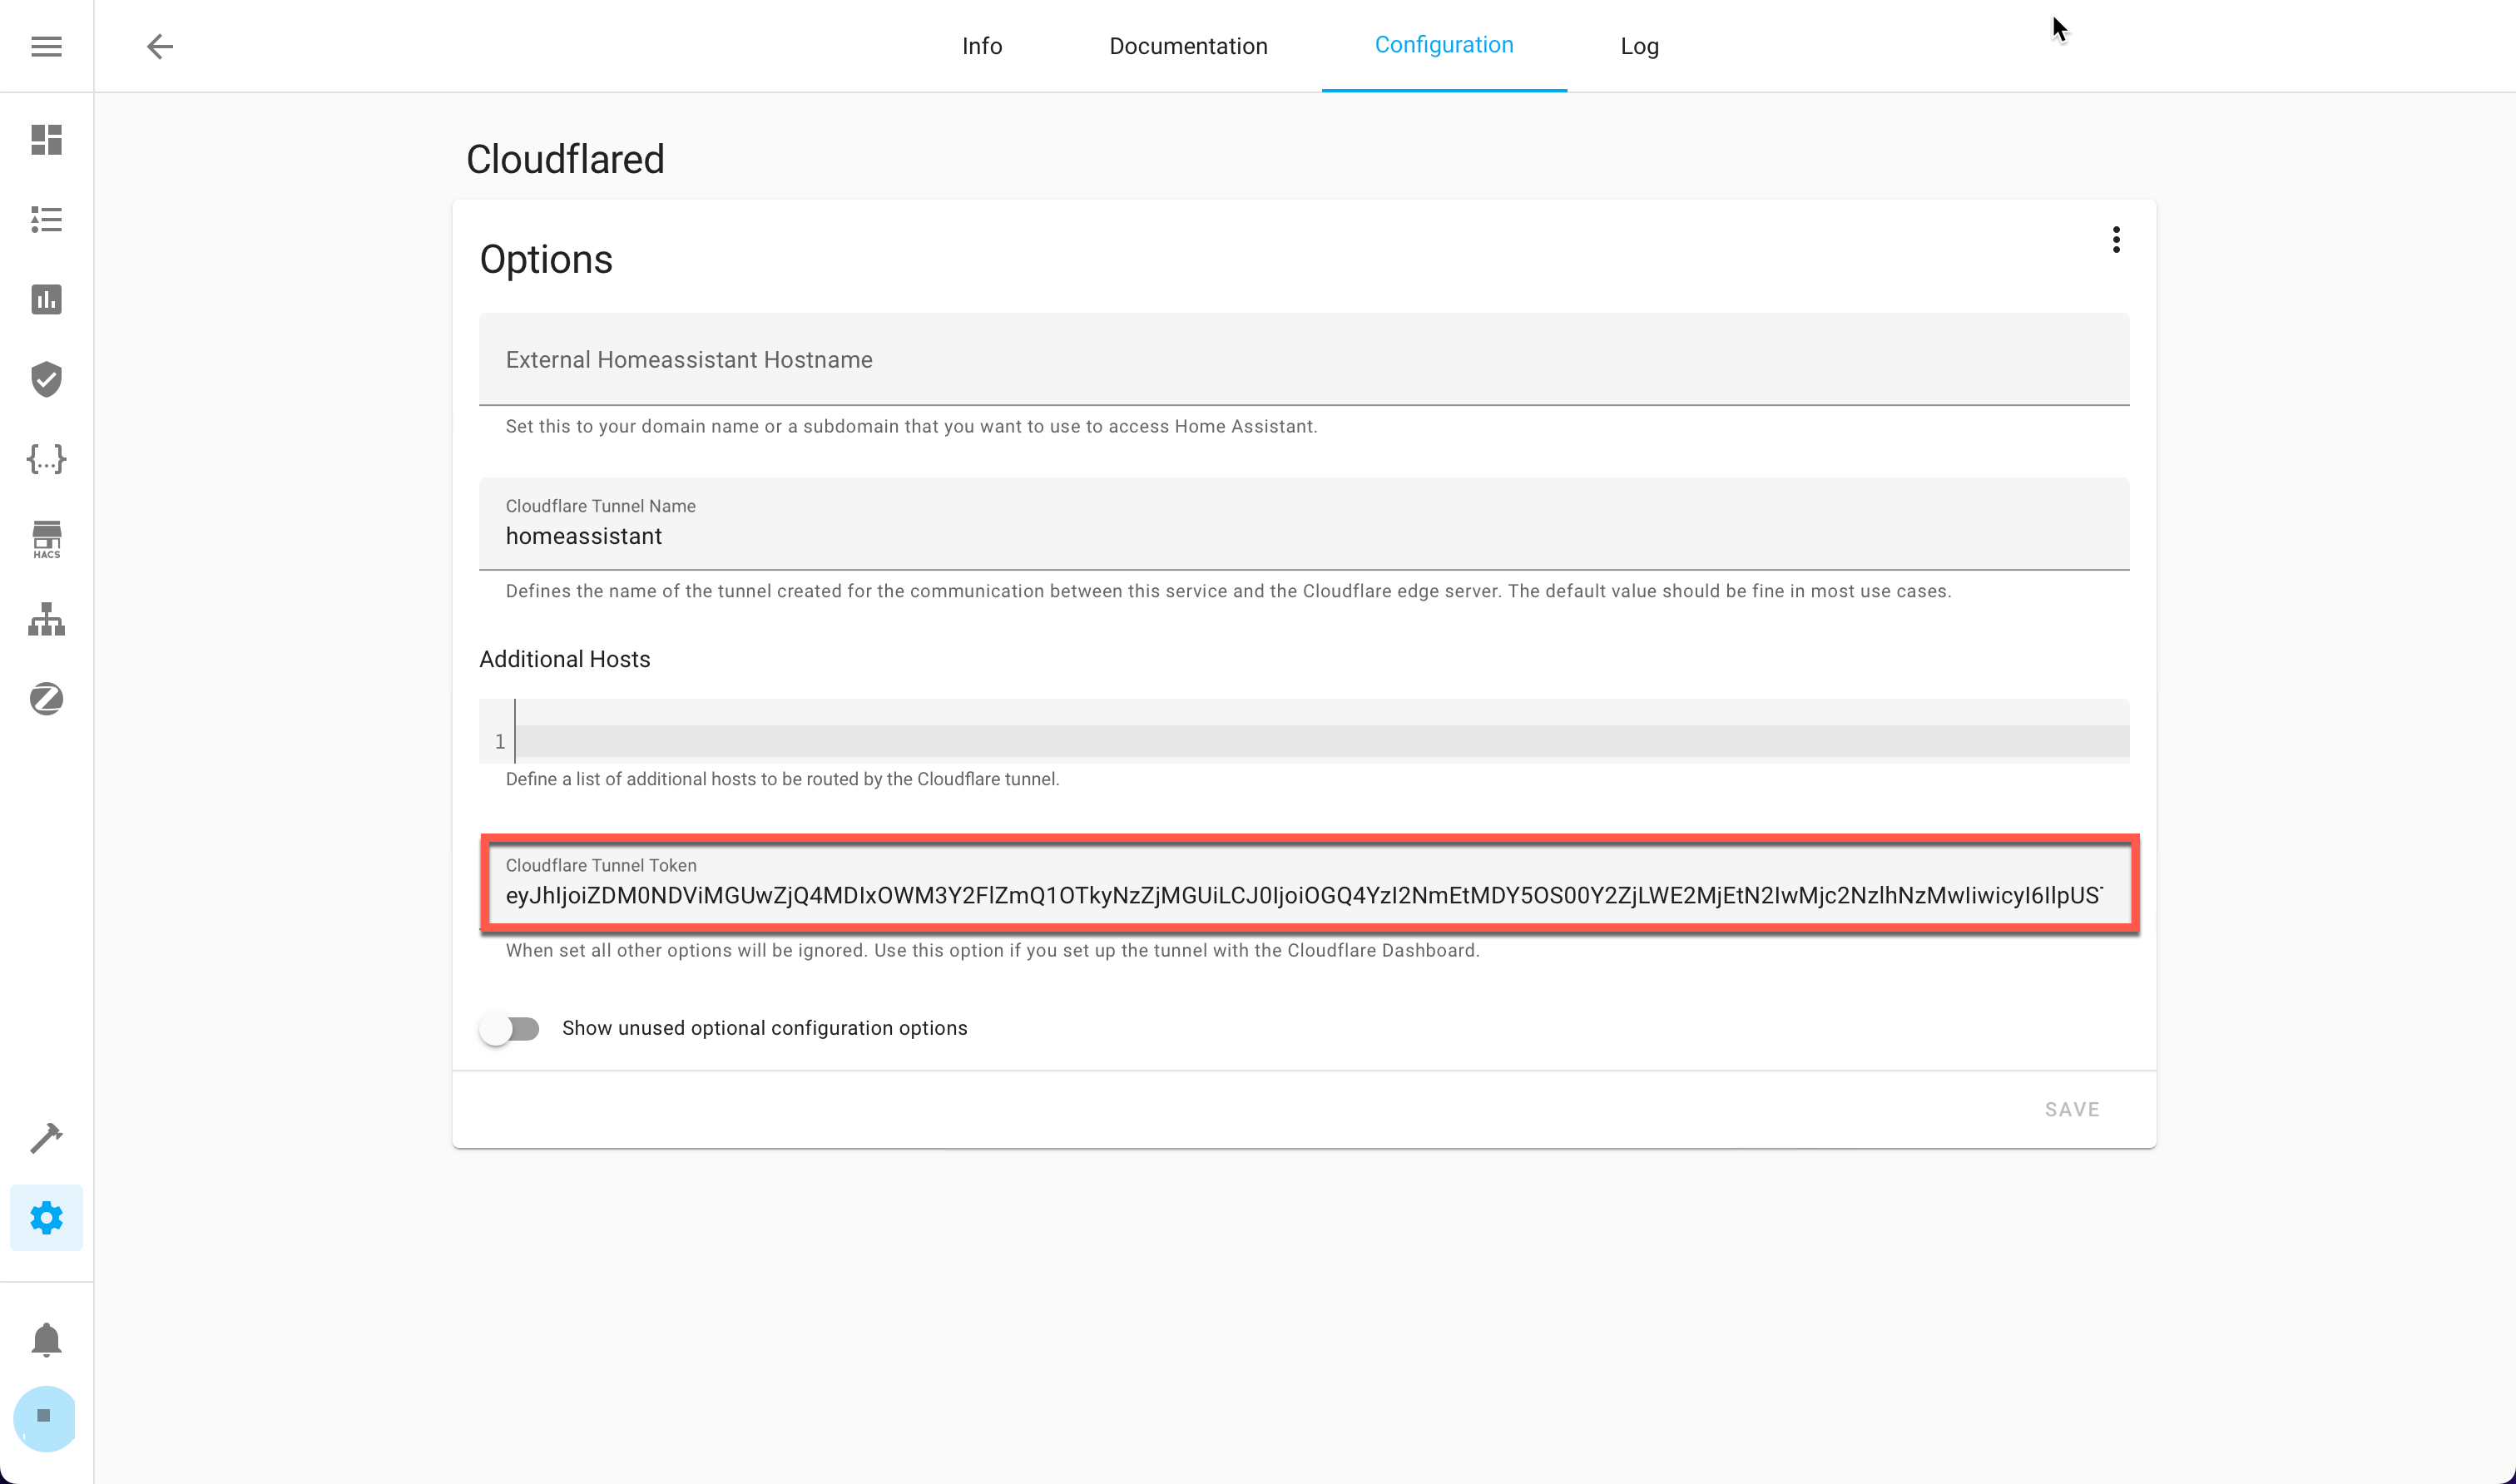 Info
Documentation
Configuration
Log
Cloudflared
Options
External Homeassistant Hostname
Set this to your domain name or a subdomain that you want to use to access Home Assistant.
Cloudflare Tunnel Name
homeassistant
Defines the name of the tunnel created for the communication between this service and the Cloudflare edge server. The default value should be fine in most use cases.
Additional Hosts
1
Define a list of additional hosts to be routed by the Cloudflare tunnel.
Cloudflare Tunnel Token
eyJhIjoiZDM0NDViMGUwZjQ4MDIxOWM3Y2FlZmQ1OTkyNzZjMGUiLCJ0IjoiOGQ4YzI2NmEtMDY5OS00Y2ZjLWE2MjEtN2IwMjc2NzlhNzMwIiwicyI6IlpUS
When set all other options will be ignored. Use this option if you set up the tunnel with the Cloudflare Dashboard.
Show unused optional configuration options
SAVE
HACS